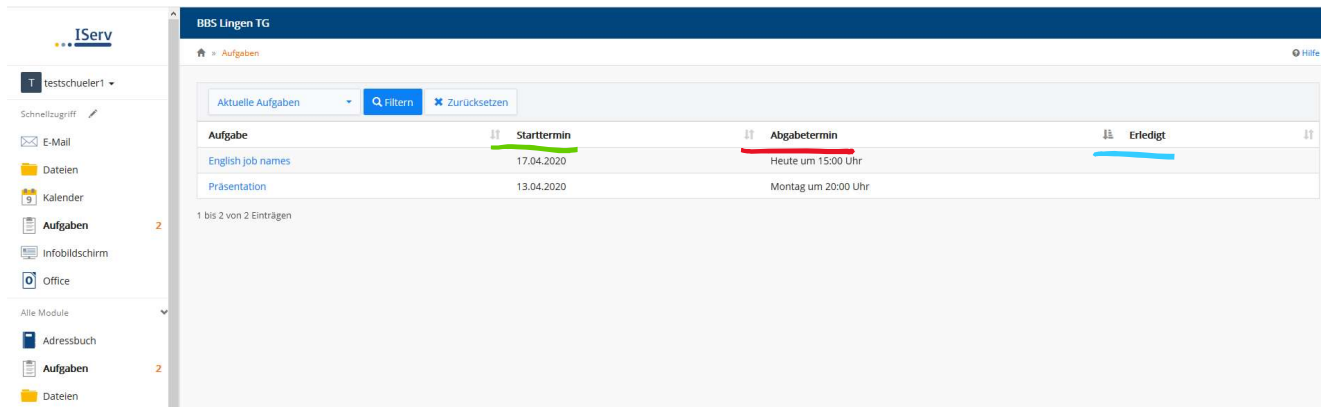 IServ
BBS Lingen TG
» Aufgaben
Hilfe
T testschueler1
Schnellzugriff
E-Mail
Dateien
9 Kalender
Aufgaben 2
Infobildschirm
Office
Alle Module
Adressbuch
Aufgaben 2
Dateien
Aktuelle Aufgaben Filtern Zurücksetzen
Aufgabe Starttermin Abgabetermin Erledigt
English job names 17.04.2020 Heute um 15:00 Uhr
Präsentation 13.04.2020 Montag um 20:00 Uhr
1 bis 2 von 2 Einträgen